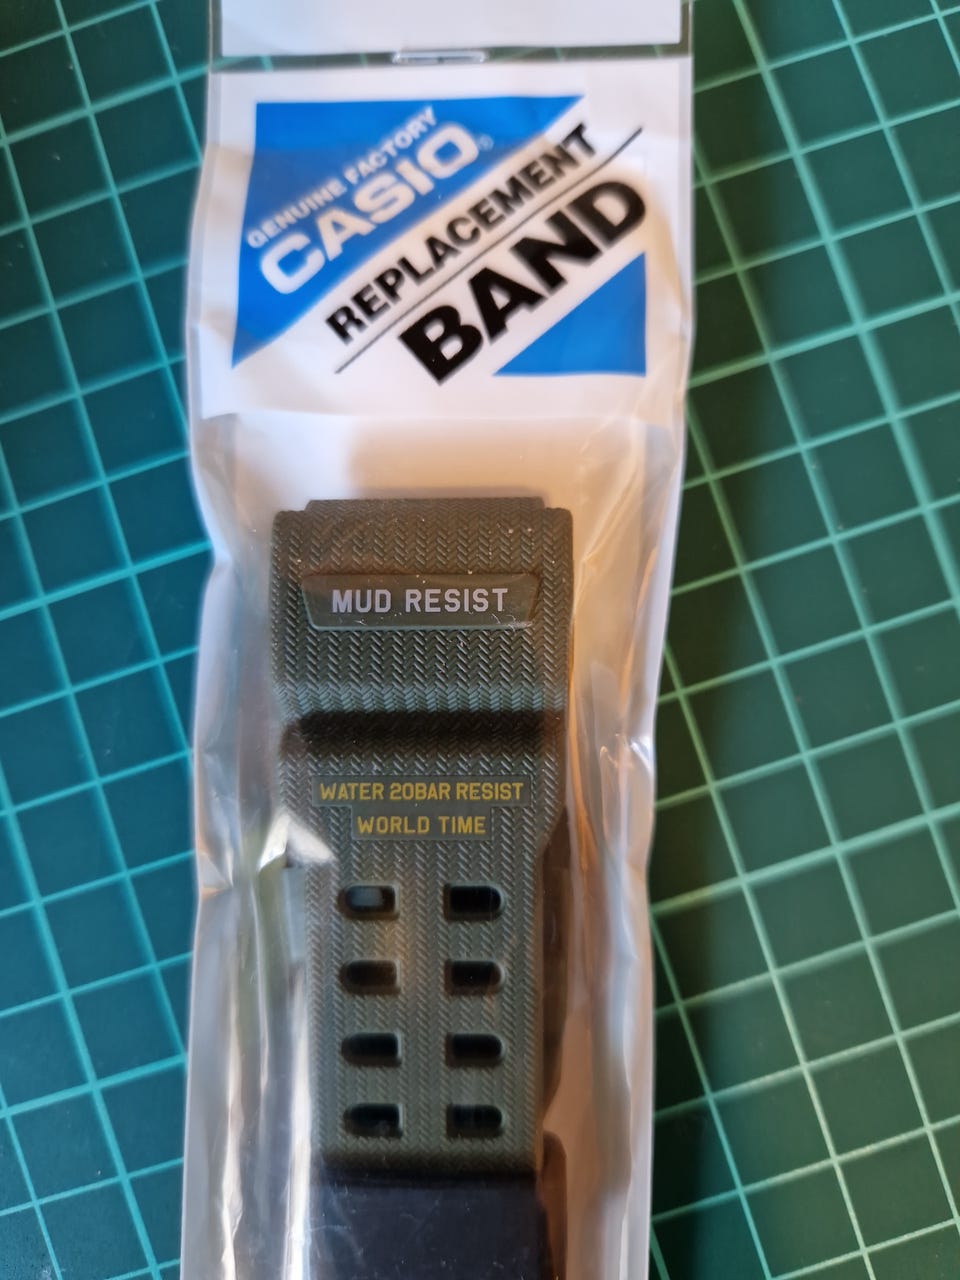 GENUINE FACTORY
CASIO®
REPLACEMENT
BAND
MUD RESIST
WATER 20BAR RESIST
WORLD TIME